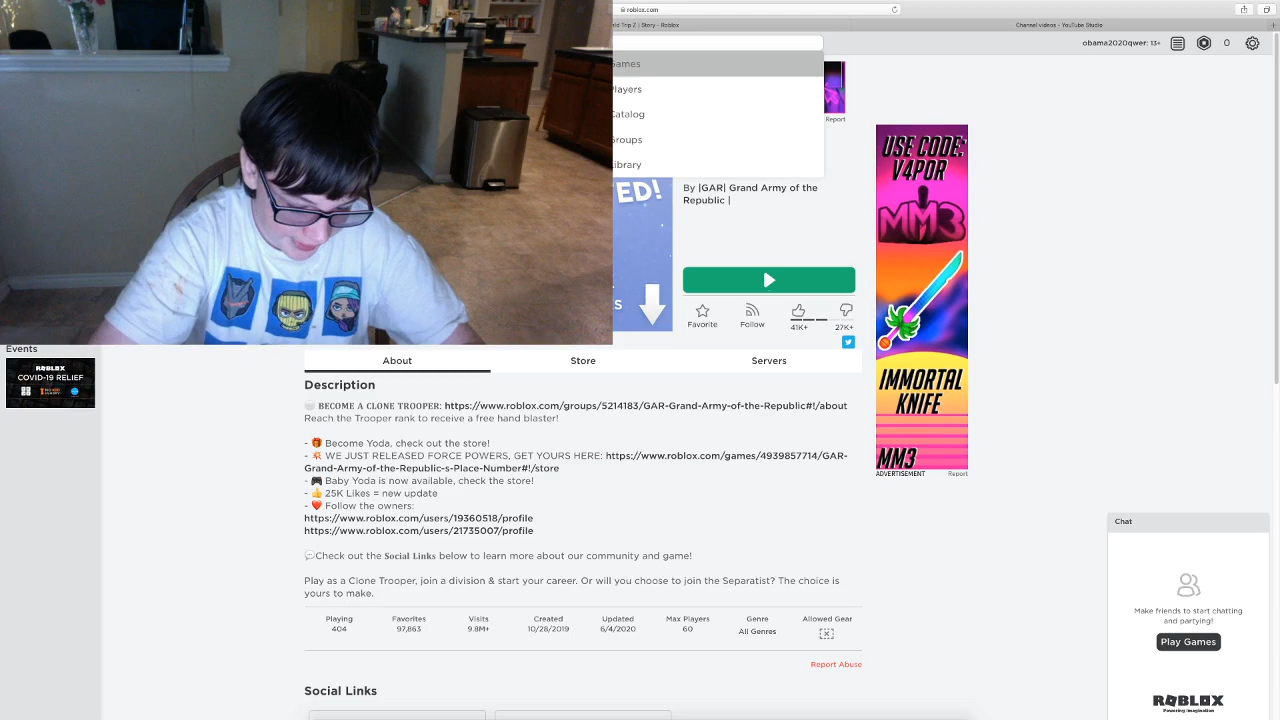 roblox.com
ield Trip Z | Story - Roblox
Channel videos - YouTube Studio
obama2020qwer: 13+
0
Games
Players
Catalog
Groups
Library
Report
By |GAR| Grand Army of the
Republic |
41K+
27K+
Favorite
Follow
USE CODE:
V4POR
MM3
IMMORTAL
KNIFE
MM3
ADVERTISEMENT
Report
Events
ROBLOX
COVID-19 RELIEF
About
Store
Servers
Description
BECOME A CLONE TROOPER: https://www.roblox.com/groups/5214183/GAR-Grand-Army-of-the-Republic#!/about
Reach the Trooper rank to receive a free hand blaster!
- 🎁 Become Yoda, check out the store!
- 💥 WE JUST RELEASED FORCE POWERS, GET YOURS HERE: https://www.roblox.com/games/4939857714/GAR-
Grand-Army-of-the-Republic-s-Place-Number#!/store
- 🎮 Baby Yoda is now available, check the store!
- 👍 25K Likes = new update
- ❤️ Follow the owners:
https://www.roblox.com/users/19360518/profile
https://www.roblox.com/users/21735007/profile
💬Check out the Social Links below to learn more about our community and game!
Play as a Clone Trooper, join a division & start your career. Or will you choose to join the Separatist? The choice is
yours to make.
Playing Favorites Visits Created Updated Max Players Genre Allowed Gear
404 97,863 9.8M+ 10/28/2019 6/4/2020 60 All Genres
Report Abuse
Social Links
Chat
Make friends to start chatting
and partying!
Play Games
ROBLOX
Powering Imagination